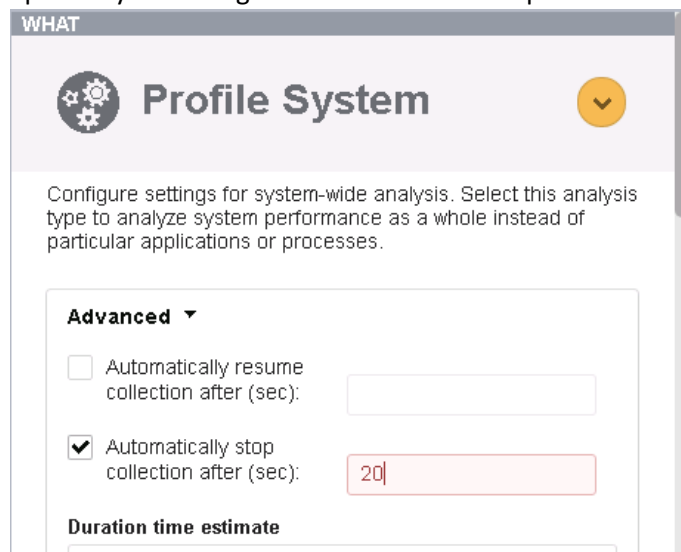 WHAT
Profile System
Configure settings for system-wide analysis. Select this analysis
type to analyze system performance as a whole instead of
particular applications or processes.
Advanced
Automatically resume
collection after (sec):
Automatically stop
collection after (sec):
20
Duration time estimate